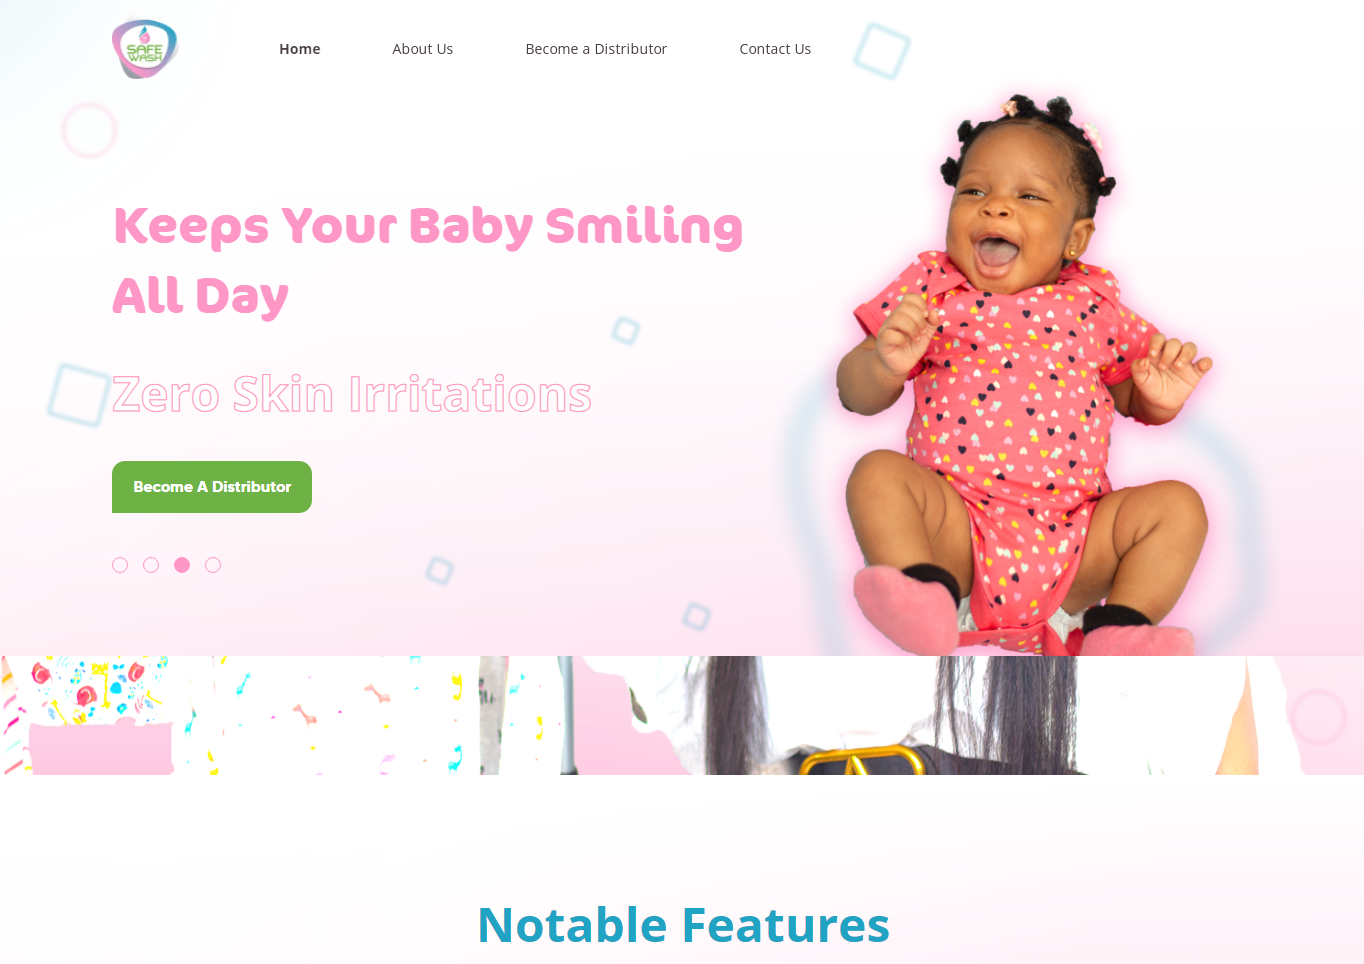 SAFE
WASH
Home
About Us
Become a Distributor
Contact Us
Keeps Your Baby Smiling
All Day
Zero Skin Irritations
Become A Distributor
Notable Features